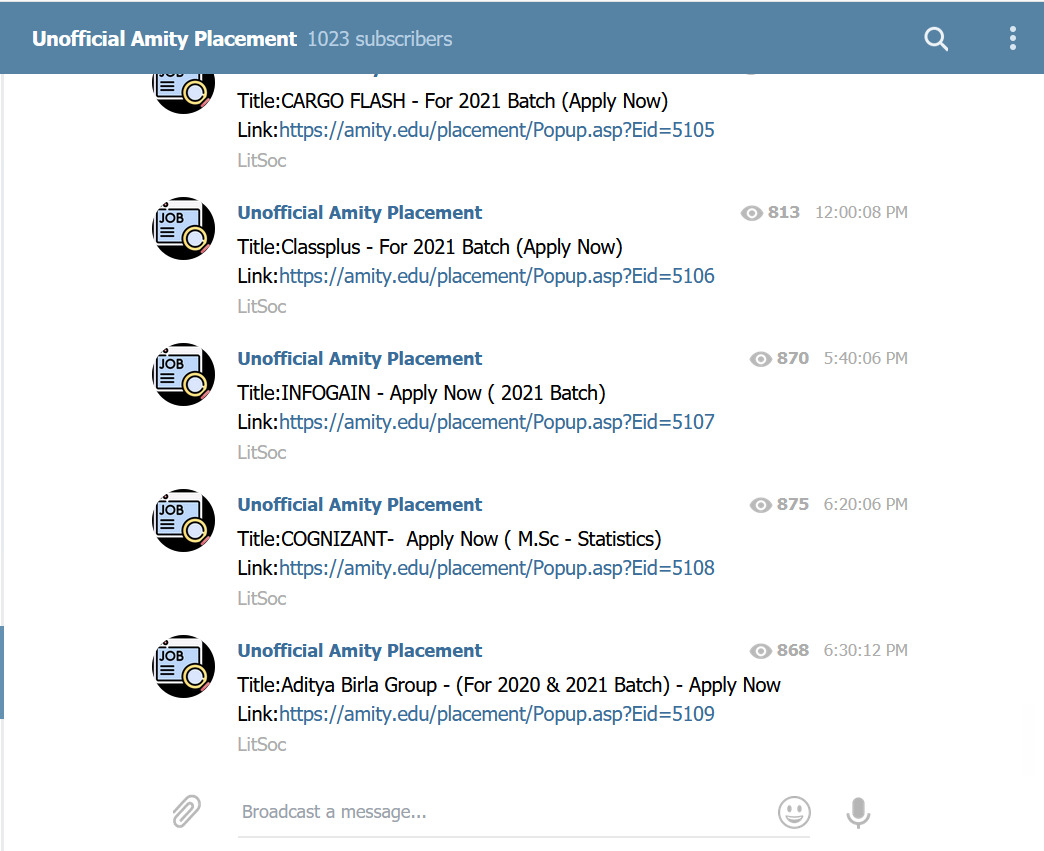 Unofficial Amity Placement 1023 subscribers
JOB
Title:CARGO FLASH - For 2021 Batch (Apply Now)
Link:https://amity.edu/placement/Popup.asp?Eid=5105
LitSoc
JOB
Unofficial Amity Placement 813 12:00:08 PM
Title:Classplus - For 2021 Batch (Apply Now)
Link:https://amity.edu/placement/Popup.asp?Eid=5106
LitSoc
JOB
Unofficial Amity Placement 870 5:40:06 PM
Title:INFOGAIN - Apply Now ( 2021 Batch)
Link:https://amity.edu/placement/Popup.asp?Eid=5107
LitSoc
JOB
Unofficial Amity Placement 875 6:20:06 PM
Title:COGNIZANT-  Apply Now ( M.Sc - Statistics)
Link:https://amity.edu/placement/Popup.asp?Eid=5108
LitSoc
JOB
Unofficial Amity Placement 868 6:30:12 PM
Title:Aditya Birla Group - (For 2020 & 2021 Batch) - Apply Now
Link:https://amity.edu/placement/Popup.asp?Eid=5109
LitSoc
Broadcast a message...